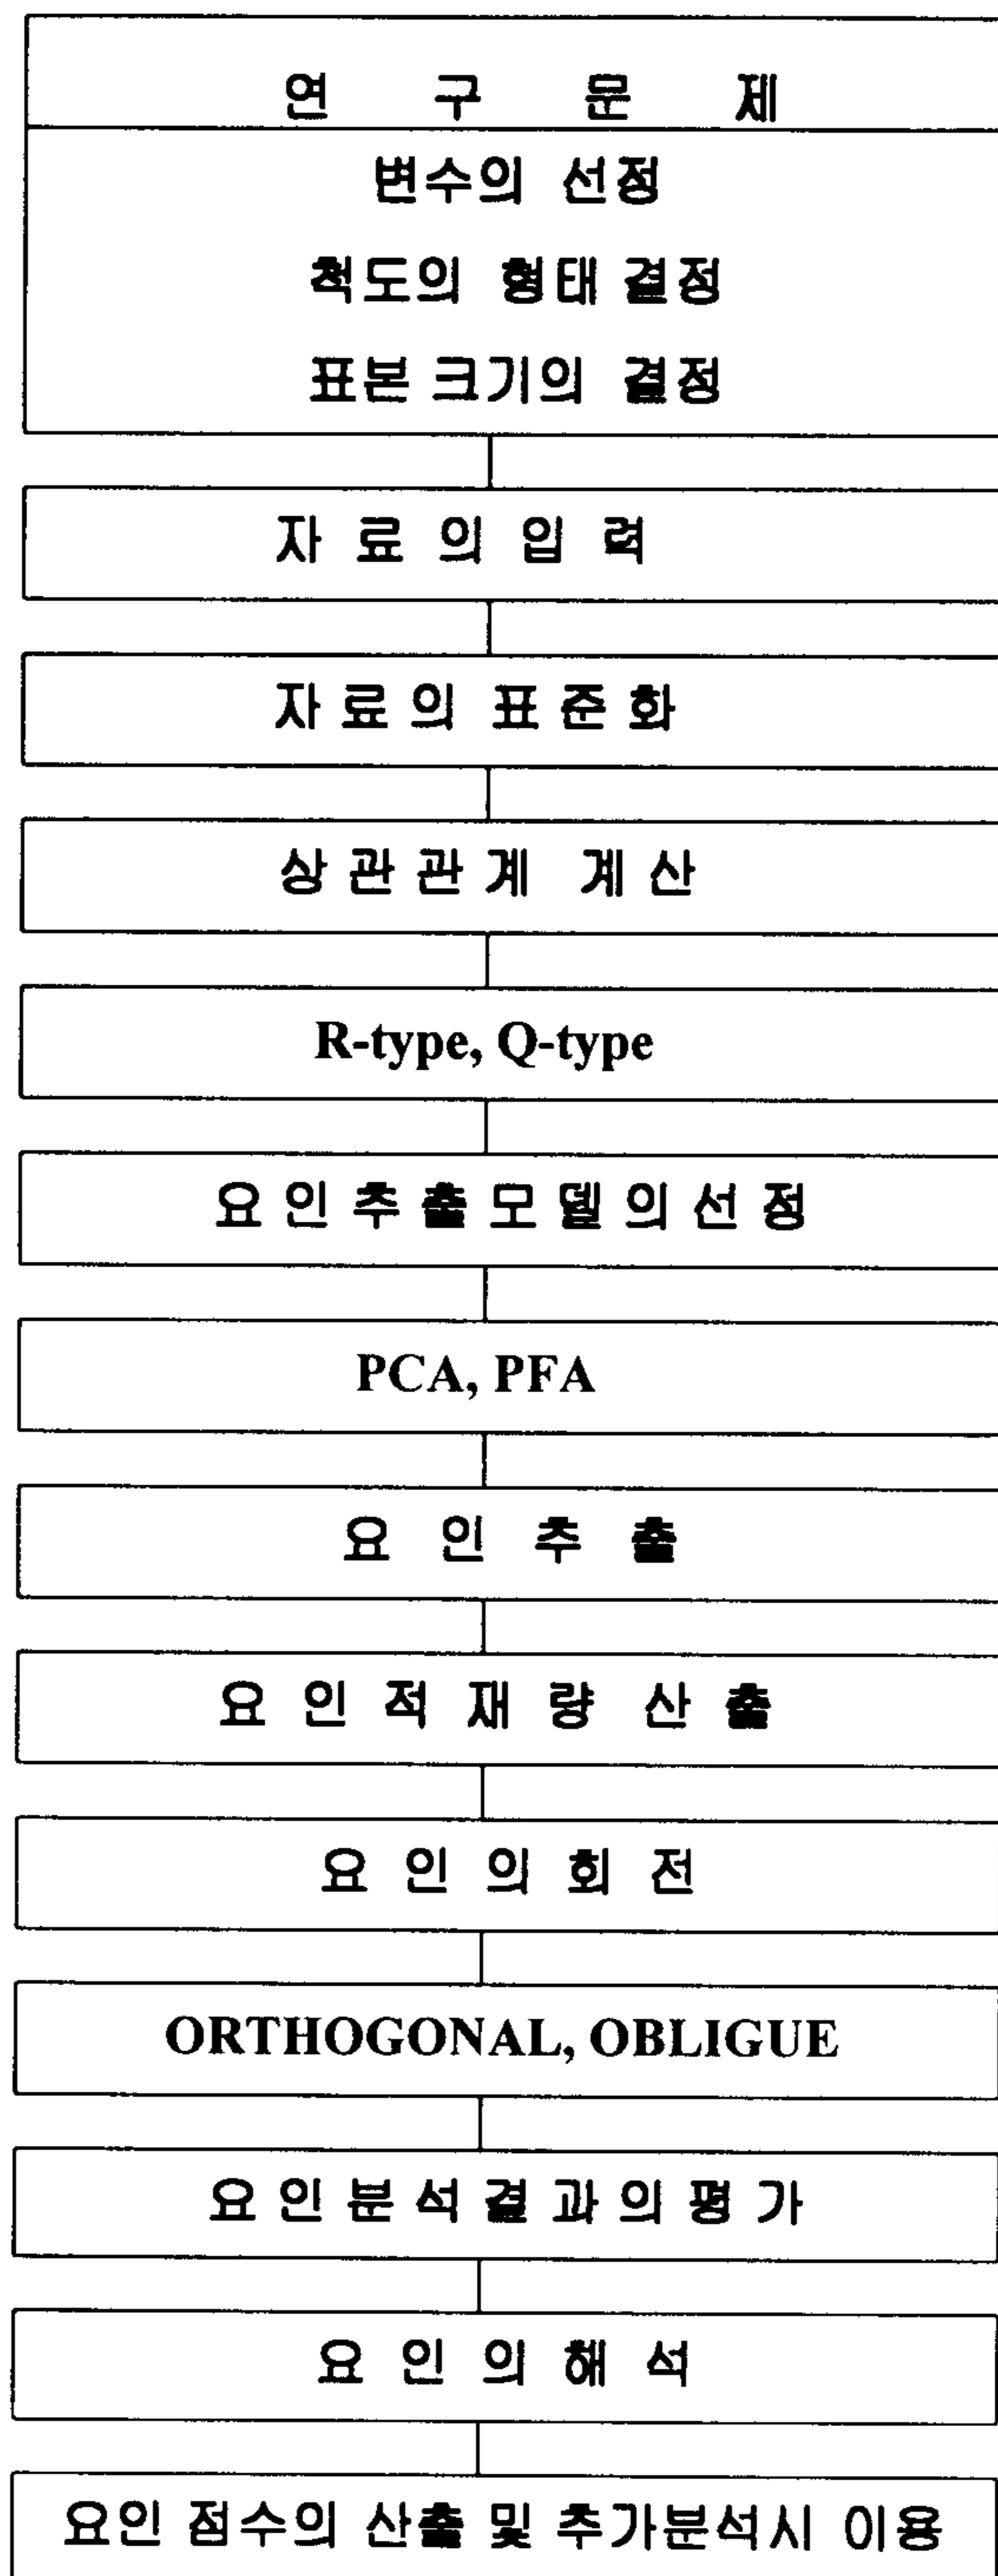 연 구 문 제
변수의 선정
척도의 형태 결정
표본 크기의 결정
자 료 의 입 력
자 료 의 표 준 화
상 관 관 계 계 산
R-type, Q-type
요 인 추 출 모 델 의 선 정
PCA, PFA
요 인 추 출
요 인 적 재 량 산 출
요 인 의 회 전
ORTHOGONAL, OBLIGUE
요 인 분 석 결 과 의 평 가
요 인 의 해 석
요인 점수의 산출 및 추가분석시 이용